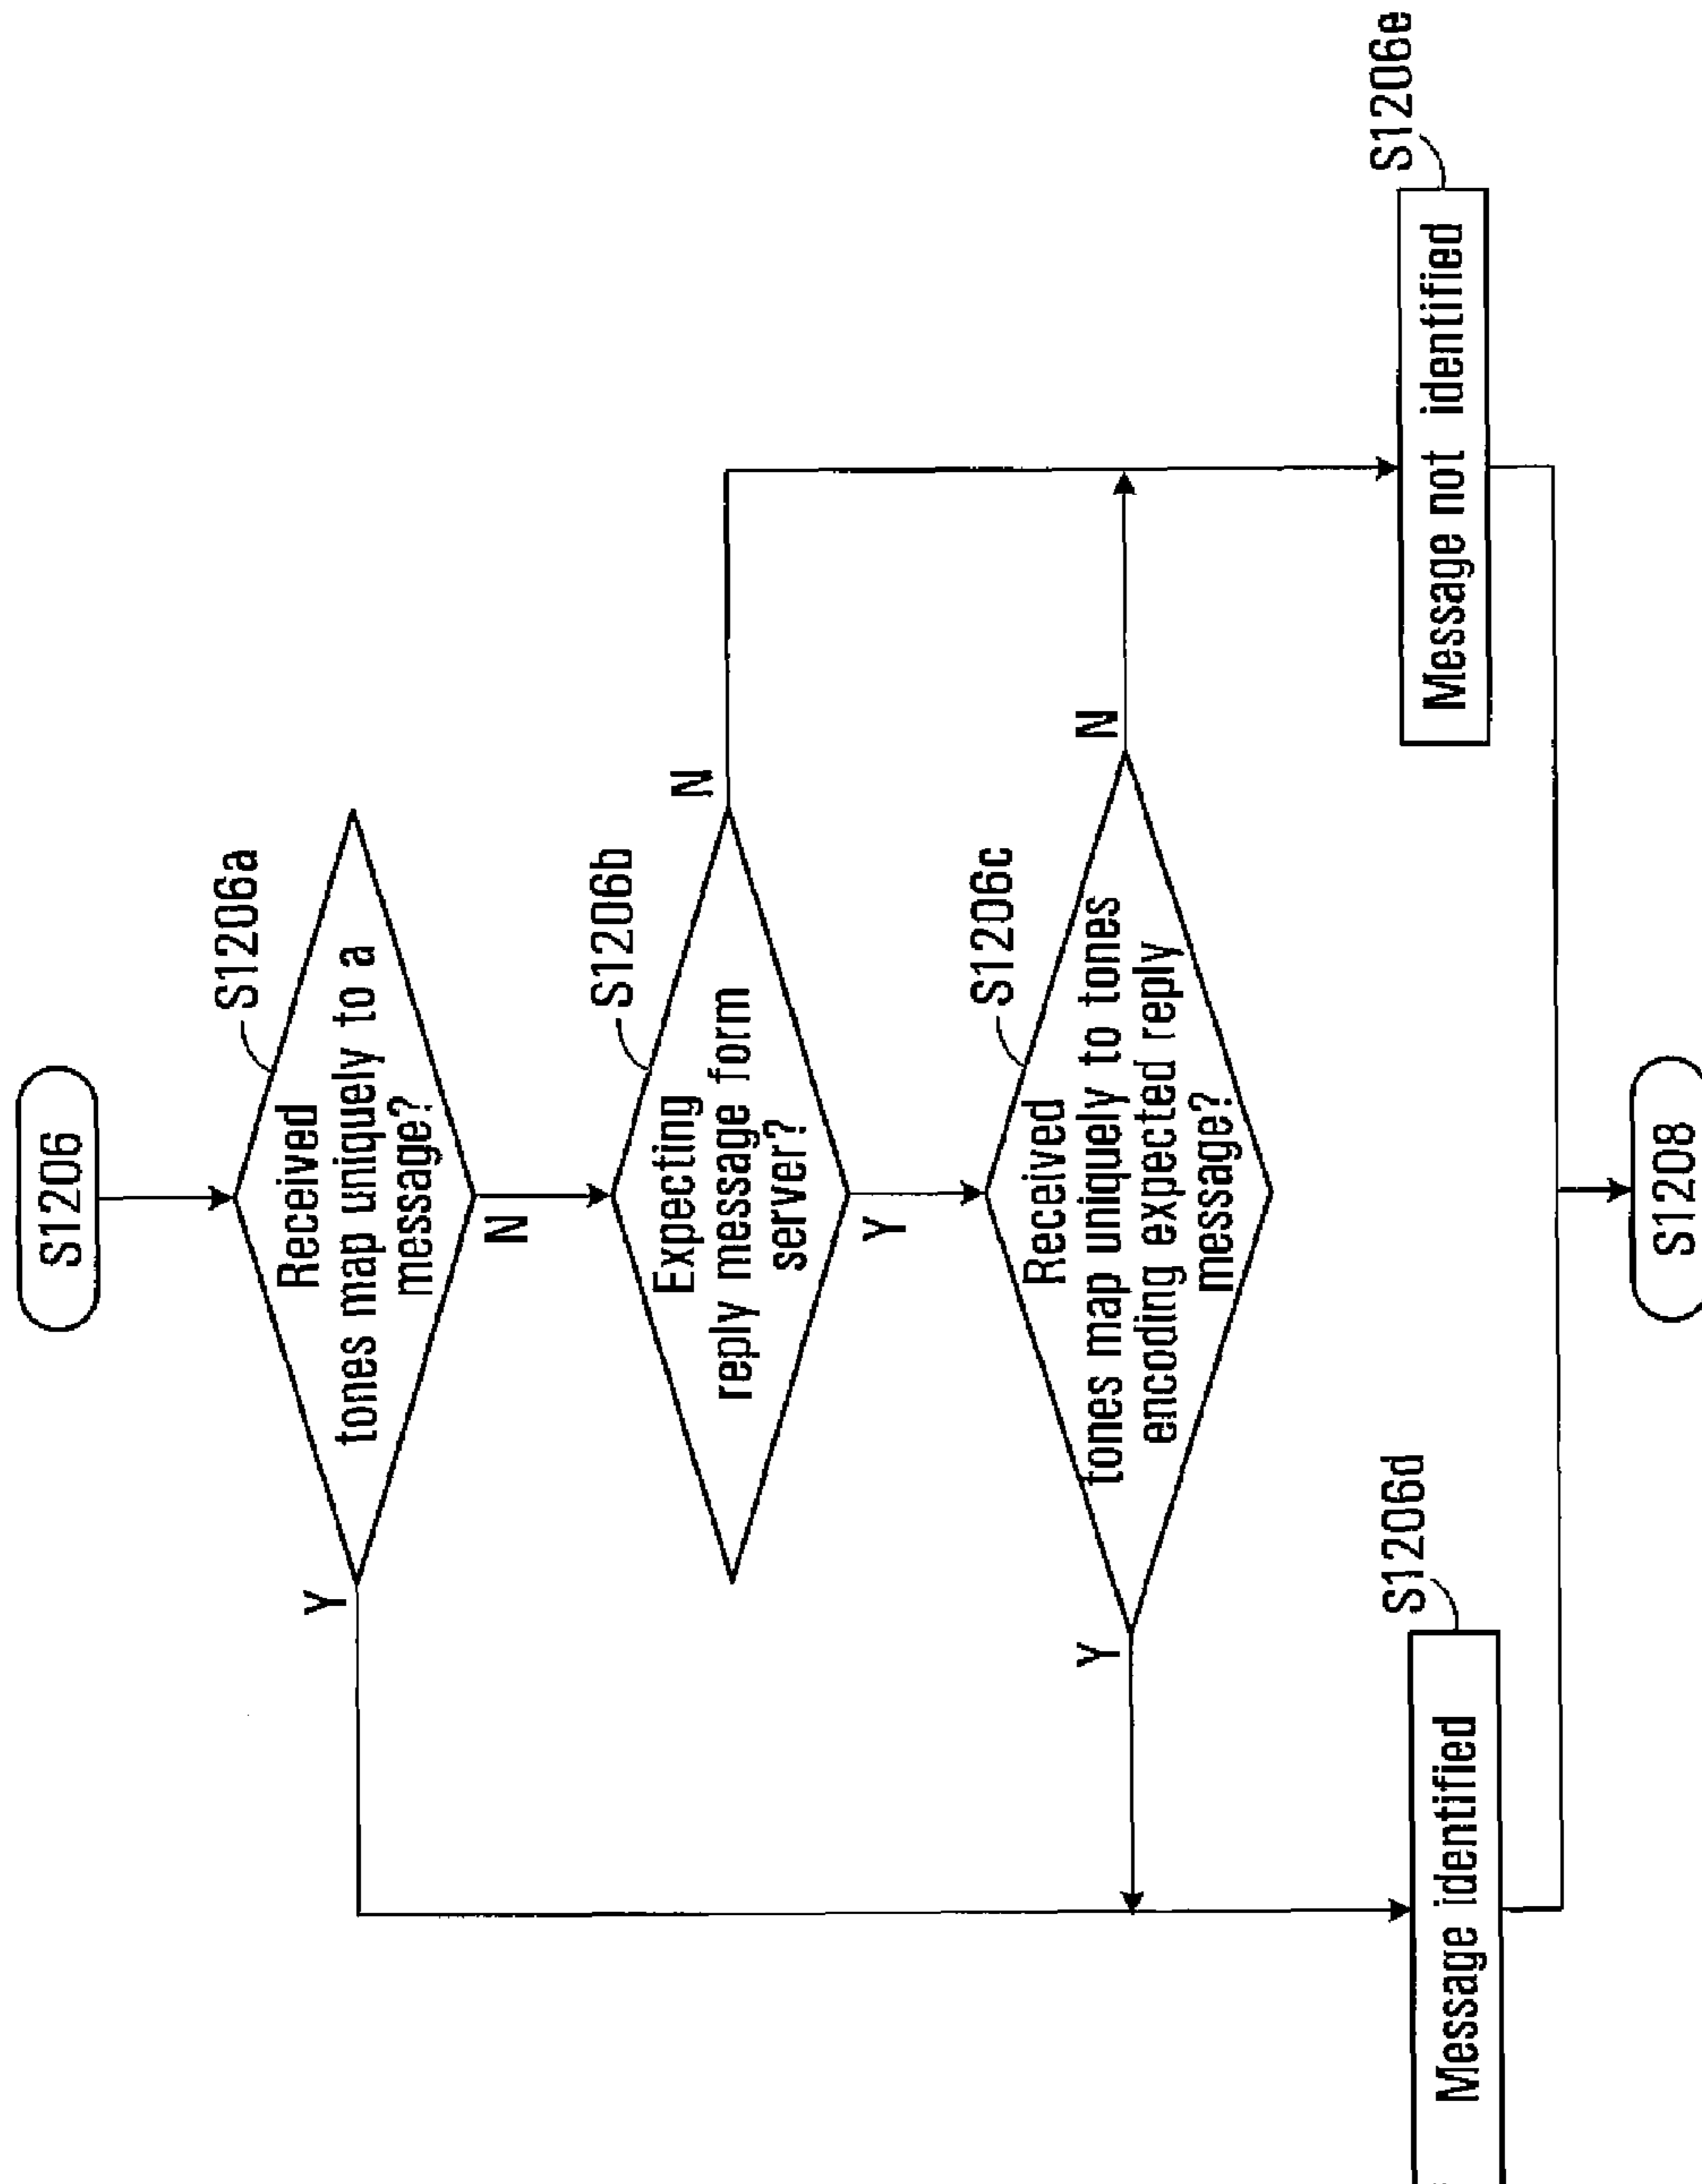 S1206
S1206a
Received
tones map uniquely to a
message?
Y
N
S1206b
Expecting
reply message form
server?
N
Y
S1206c
Received
tones map uniquely to tones
encoding expected reply
message?
Y
N
S1206d
Message identified
S1206e
Message not identified
S1208